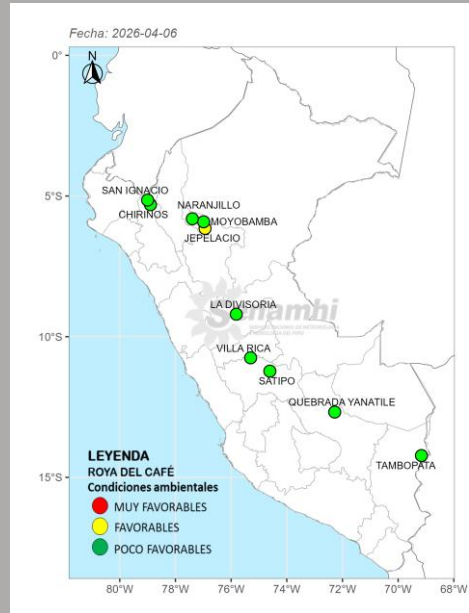 Fecha: 2026-04-06
N
0°
5°S
10°S
15°S
SAN IGNACIO
CHIRINOS
NARANJILLO
MOYOBAMBA
JEPELACIO
LA DIVISORIA
Senamhi
VILLA RICA
SATIPO
QUEBRADA YANATILE
TAMBOPATA
LEYENDA
ROYA DEL CAFÉ
Condiciones ambientales
MUY FAVORABLES
FAVORABLES
POCO FAVORABLES
80°W 78°W 76°W 74°W 72°W 70°W 68°W